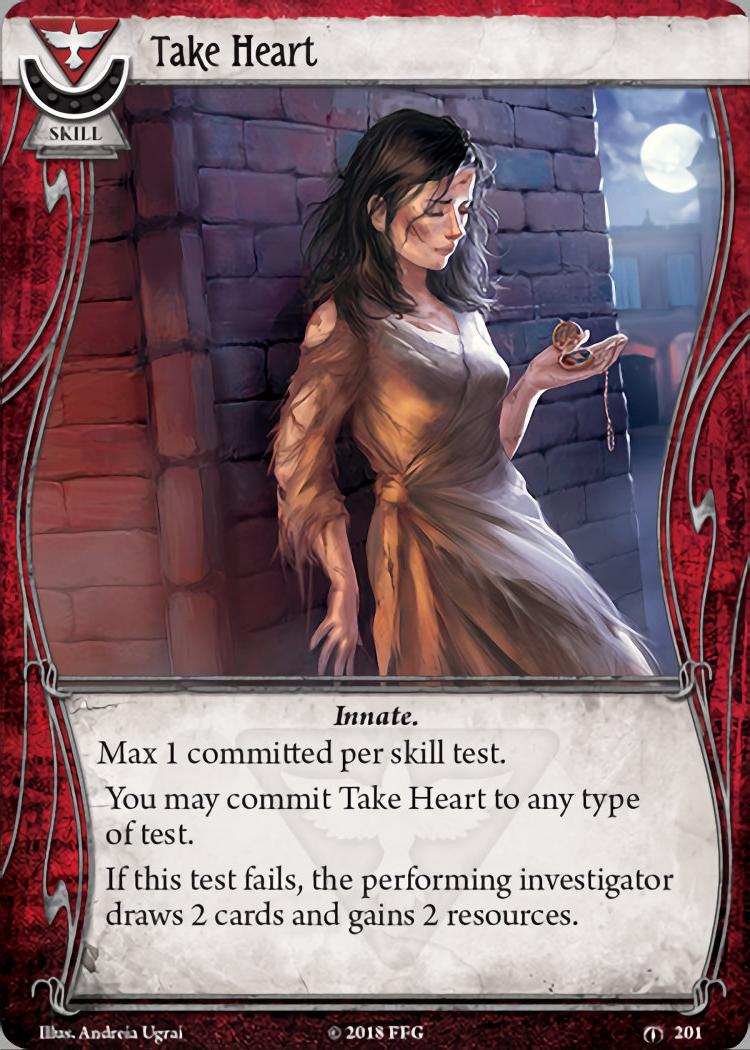 Take Heart
SKILL
Innate.
Max 1 committed per skill test.
You may commit Take Heart to any type
of test.
If this test fails, the performing investigator
draws 2 cards and gains 2 resources.
Illus. Andreia Ugrai
© 2018 FFG
201